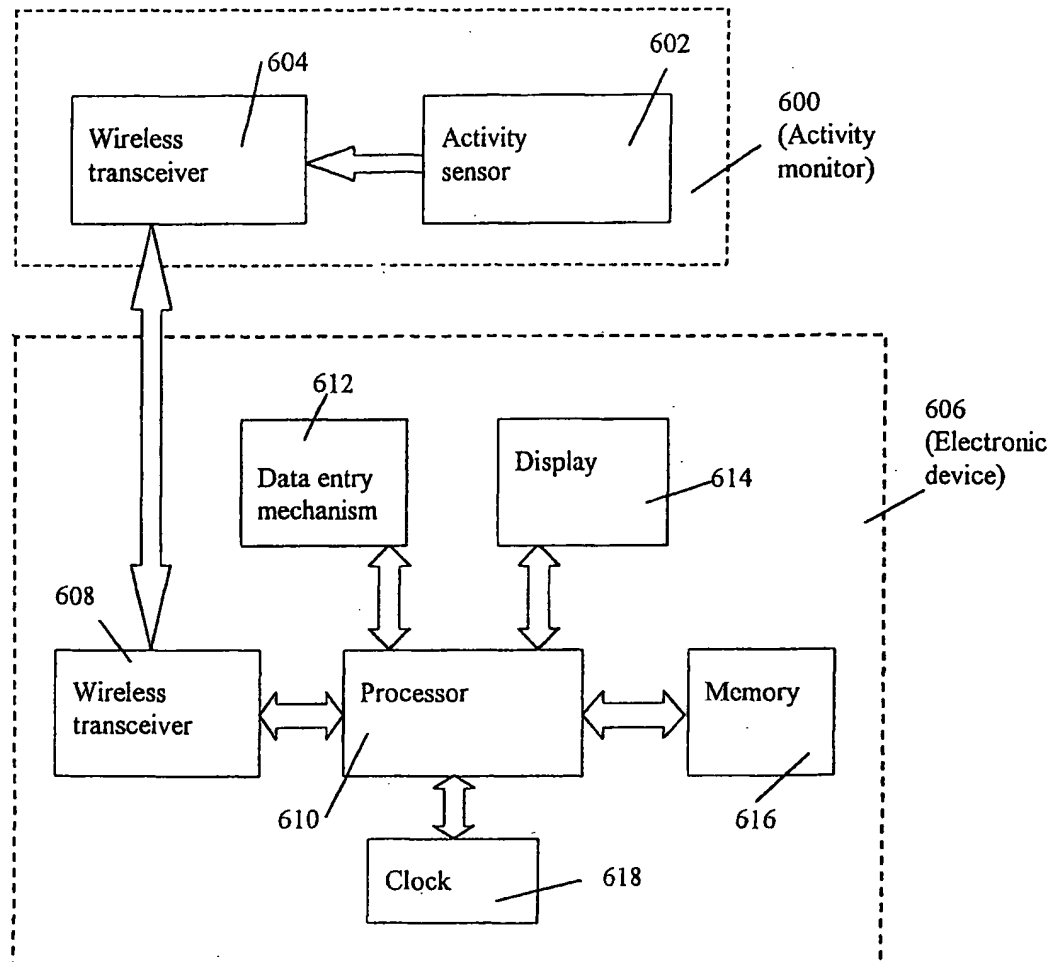 604
602
Wireless
transceiver
Activity
sensor
600
(Activity
monitor)
612
Data entry
mechanism
Display
614
606
(Electronic
device)
608
Wireless
transceiver
Processor
Memory
610
616
Clock
618